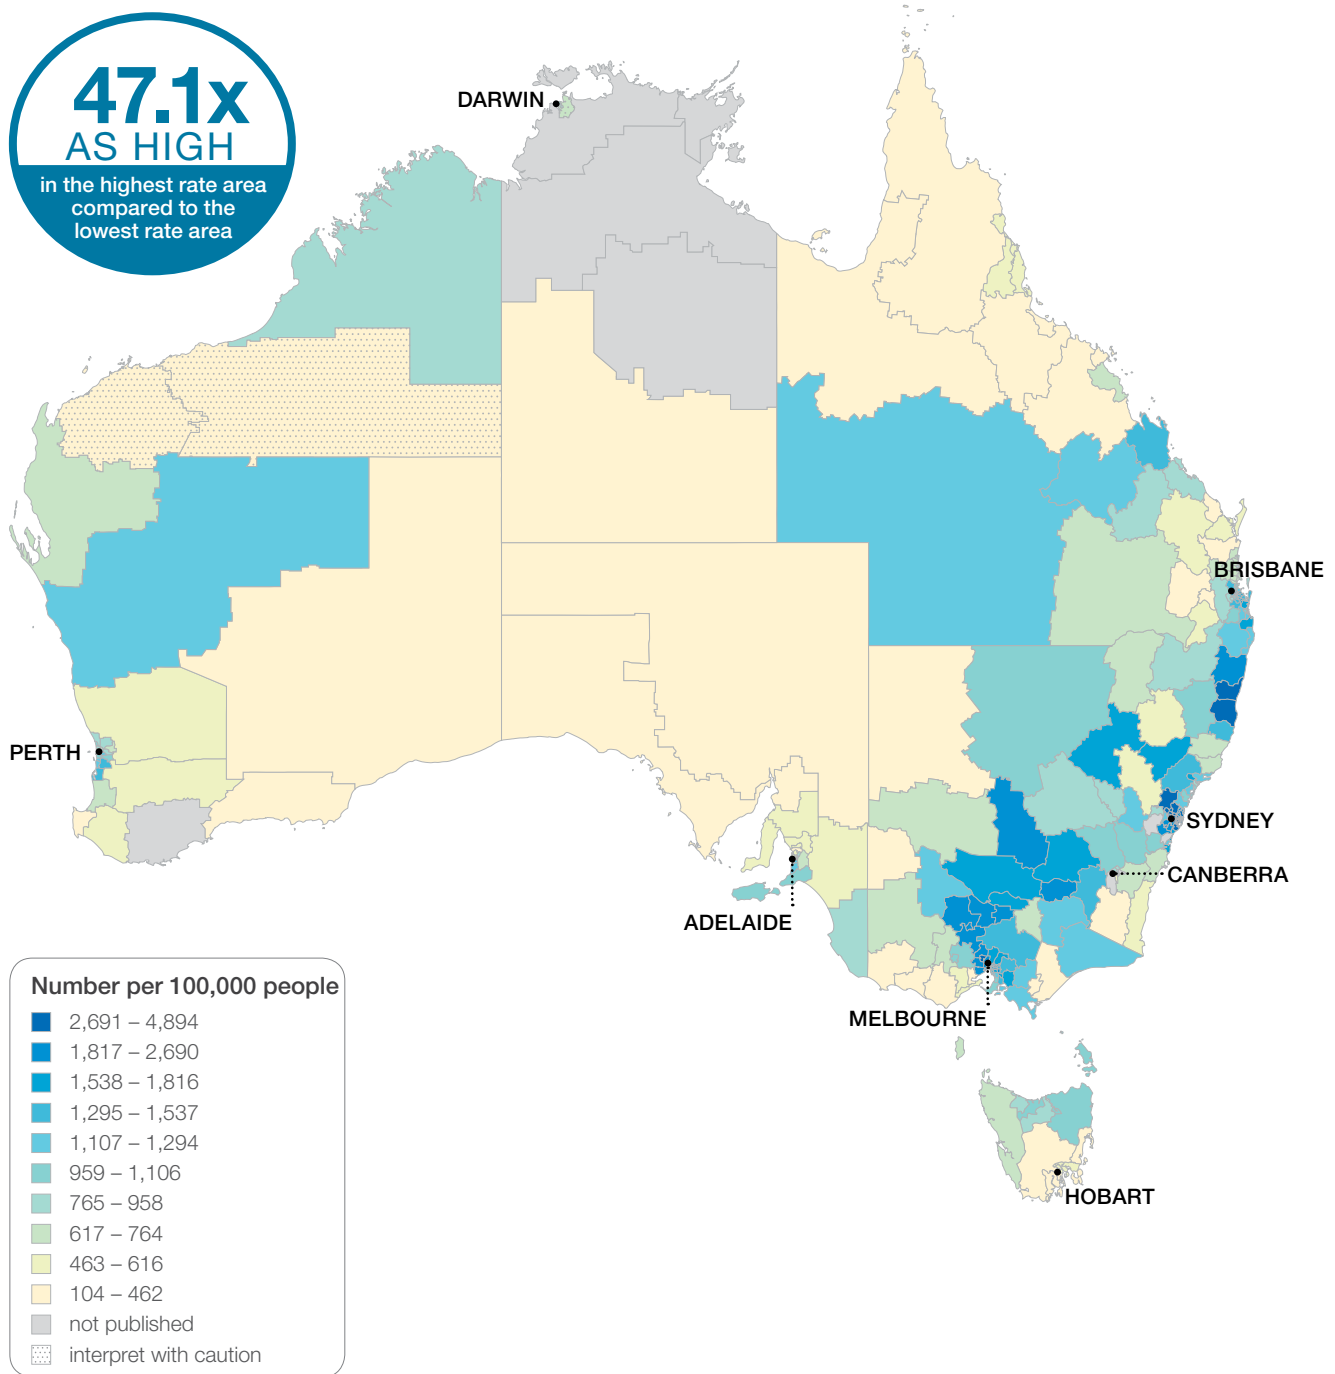 47.1x
AS HIGH
in the highest rate area
compared to the
lowest rate area
DARWIN
BRISBANE
PERTH
SYDNEY
CANBERRA
ADELAIDE
MELBOURNE
HOBART
Number per 100,000 people
2,691 – 4,894
1,817 – 2,690
1,538 – 1,816
1,295 – 1,537
1,107 – 1,294
959 – 1,106
765 – 958
617 – 764
463 – 616
104 – 462
not published
interpret with caution